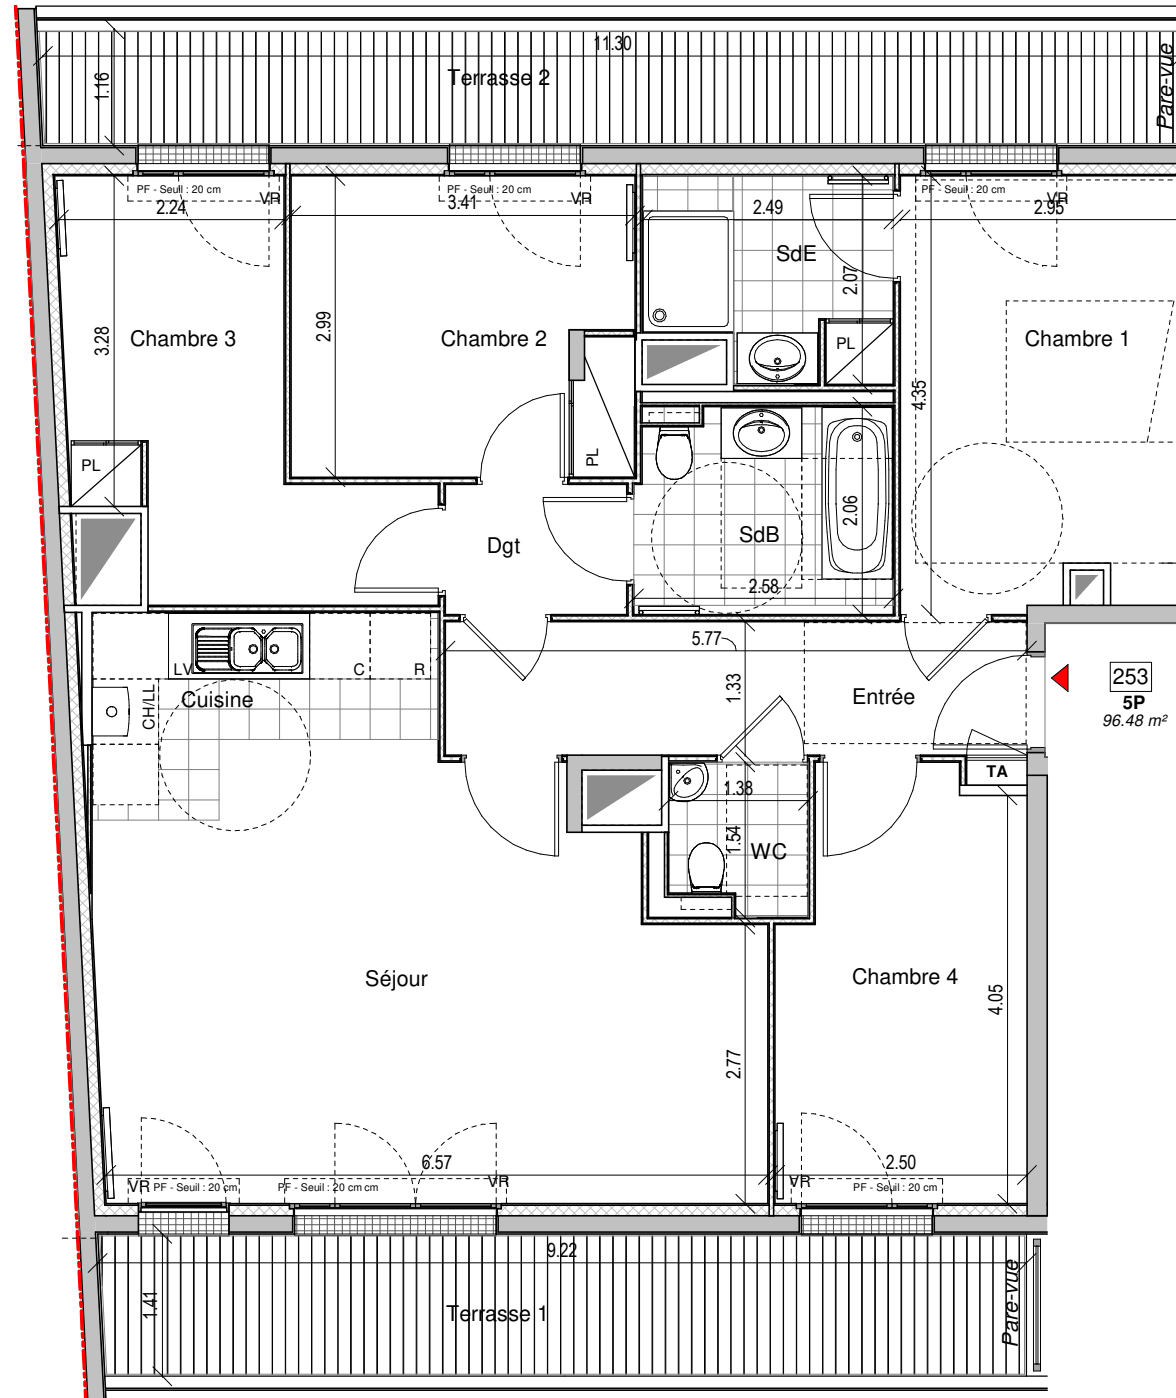 11.30
Pare-vue
Terrasse 2
1.16
PF - Seuil : 20 cm
VR
2.24
PF - Seuil : 20 cm
VR
3.41
2.49
PF - Seuil : 20 cm
VR
2.95
SdE
2.07
3.28
Chambre 3
2.99
Chambre 2
PL
Chambre 1
4.35
PL
PL
2.06
Dgt
SdB
2.58
5.77
LV
C
R
Cuisine
CH/LL
1.33
Entrée
253
5P
96.48 m²
TA
1.38
1.54
WC
Séjour
Chambre 4
4.05
2.77
6.57
2.50
VR
PF - Seuil : 20 cm
PF - Seuil : 20 cm cm
VR
VR
PF - Seuil : 20 cm
9.22
1.41
Terrasse 1
Pare-vue